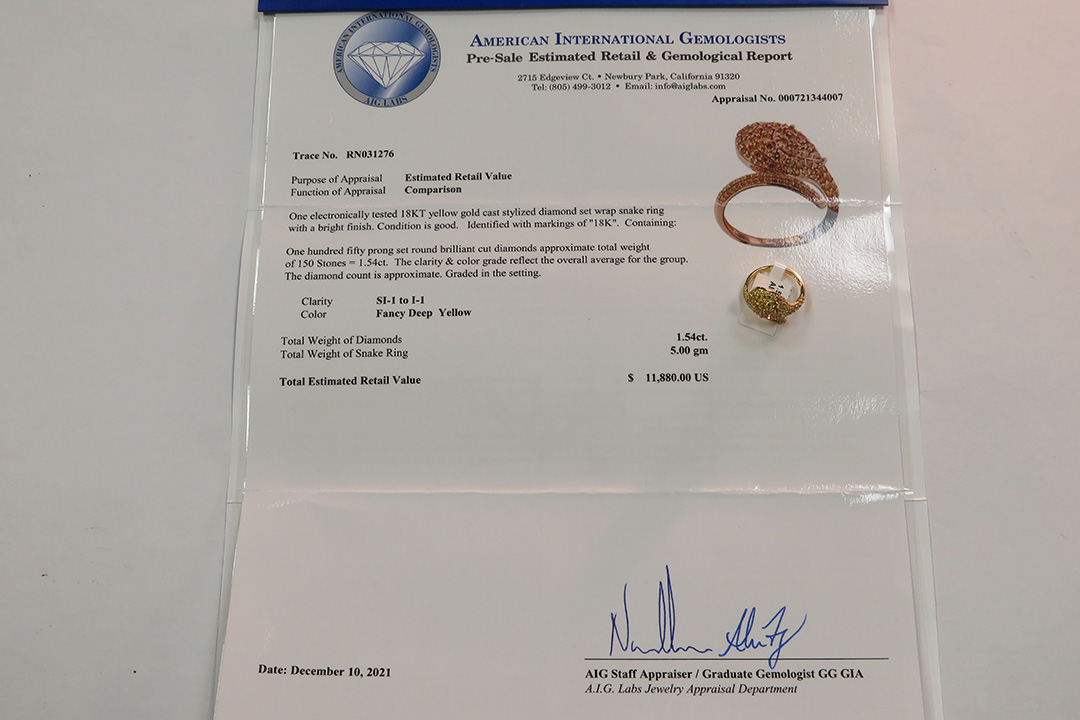 AMERICAN INTERNATIONAL GEMOLOGISTS
AIG LABS
AMERICAN INTERNATIONAL GEMOLOGISTS
Pre-Sale Estimated Retail & Gemological Report
2715 Edgeview Ct. • Newbury Park, California 91320
Tel: (805) 499-3012 • Email: info@aiglabs.com
Appraisal No. 000721344007
Trace No. RN031276
Purpose of Appraisal Estimated Retail Value
Function of Appraisal Comparison
One electronically tested 18KT yellow gold cast stylized diamond set wrap snake ring
with a bright finish. Condition is good. Identified with markings of "18K". Containing:
One hundred fifty prong set round brilliant cut diamonds approximate total weight
of 150 Stones = 1.54ct. The clarity & color grade reflect the overall average for the group.
The diamond count is approximate. Graded in the setting.
Clarity SI-1 to I-1
Color Fancy Deep Yellow
Total Weight of Diamonds 1.54ct.
Total Weight of Snake Ring 5.00 gm
Total Estimated Retail Value $ 11,880.00 US
Date: December 10, 2021
AIG Staff Appraiser / Graduate Gemologist GG GIA
A.I.G. Labs Jewelry Appraisal Department